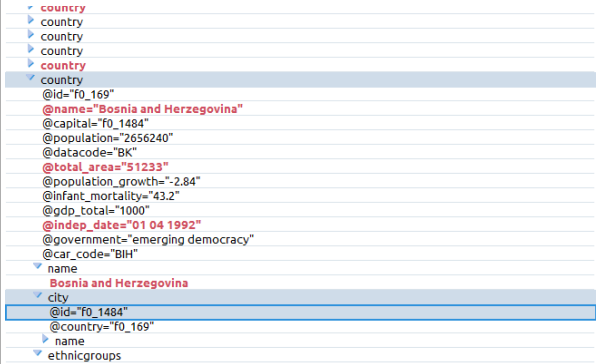 country
country
country
country
country
country
@id="f0_169"
@name="Bosnia and Herzegovina"
@capital="f0_1484"
@population="2656240"
@datacode="BK"
@total_area="51233"
@population_growth="-2.84"
@infant_mortality="43.2"
@gdp_total="1000"
@indep_date="01 04 1992"
@government="emerging democracy"
@car_code="BIH"
name
Bosnia and Herzegovina
city
@id="f0_1484"
@country="f0_169"
name
ethnicgroups